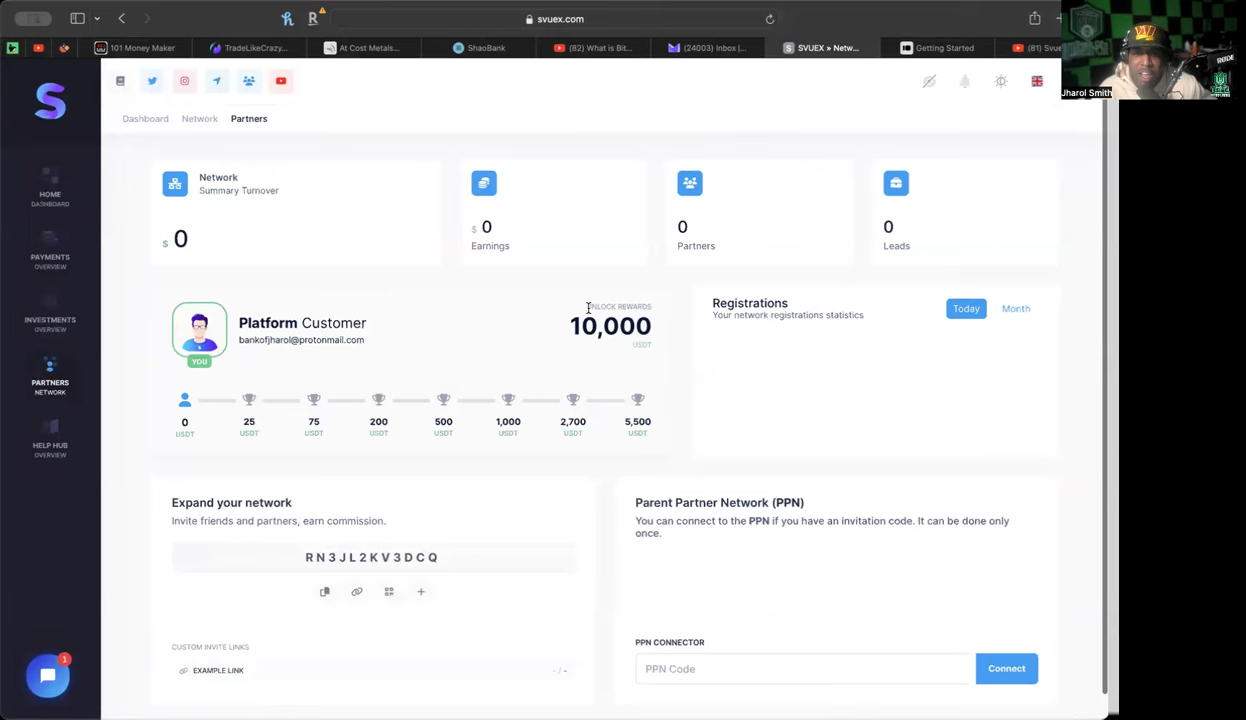 svuex.com
101 Money Maker
TradeLikeCrazy...
At Cost Metals...
ShaoBank
(82) What is Bit...
(24003) Inbox |...
SVUEX » Netw...
Getting Started
(81) Svue
RØDE
Jharol Smith
Dashboard
Network
Partners
HOME
DASHBOARD
PAYMENTS
OVERVIEW
INVESTMENTS
OVERVIEW
PARTNERS
NETWORK
HELP HUB
OVERVIEW
1
Network
Summary Turnover
$ 0
$ 0
Earnings
0
Partners
0
Leads
Platform Customer
bankofjharol@protonmail.com
YOU
UNLOCK REWARDS
10,000
USDT
0 25 75 200 500 1,000 2,700 5,500
USDT USDT USDT USDT USDT USDT USDT USDT
Registrations
Your network registrations statistics
Today
Month
Expand your network
Invite friends and partners, earn commission.
RN3JL2KV3DCQ
CUSTOM INVITE LINKS
EXAMPLE LINK
- / -
Parent Partner Network (PPN)
You can connect to the PPN if you have an invitation code. It can be done only
once.
PPN CONNECTOR
PPN Code
Connect